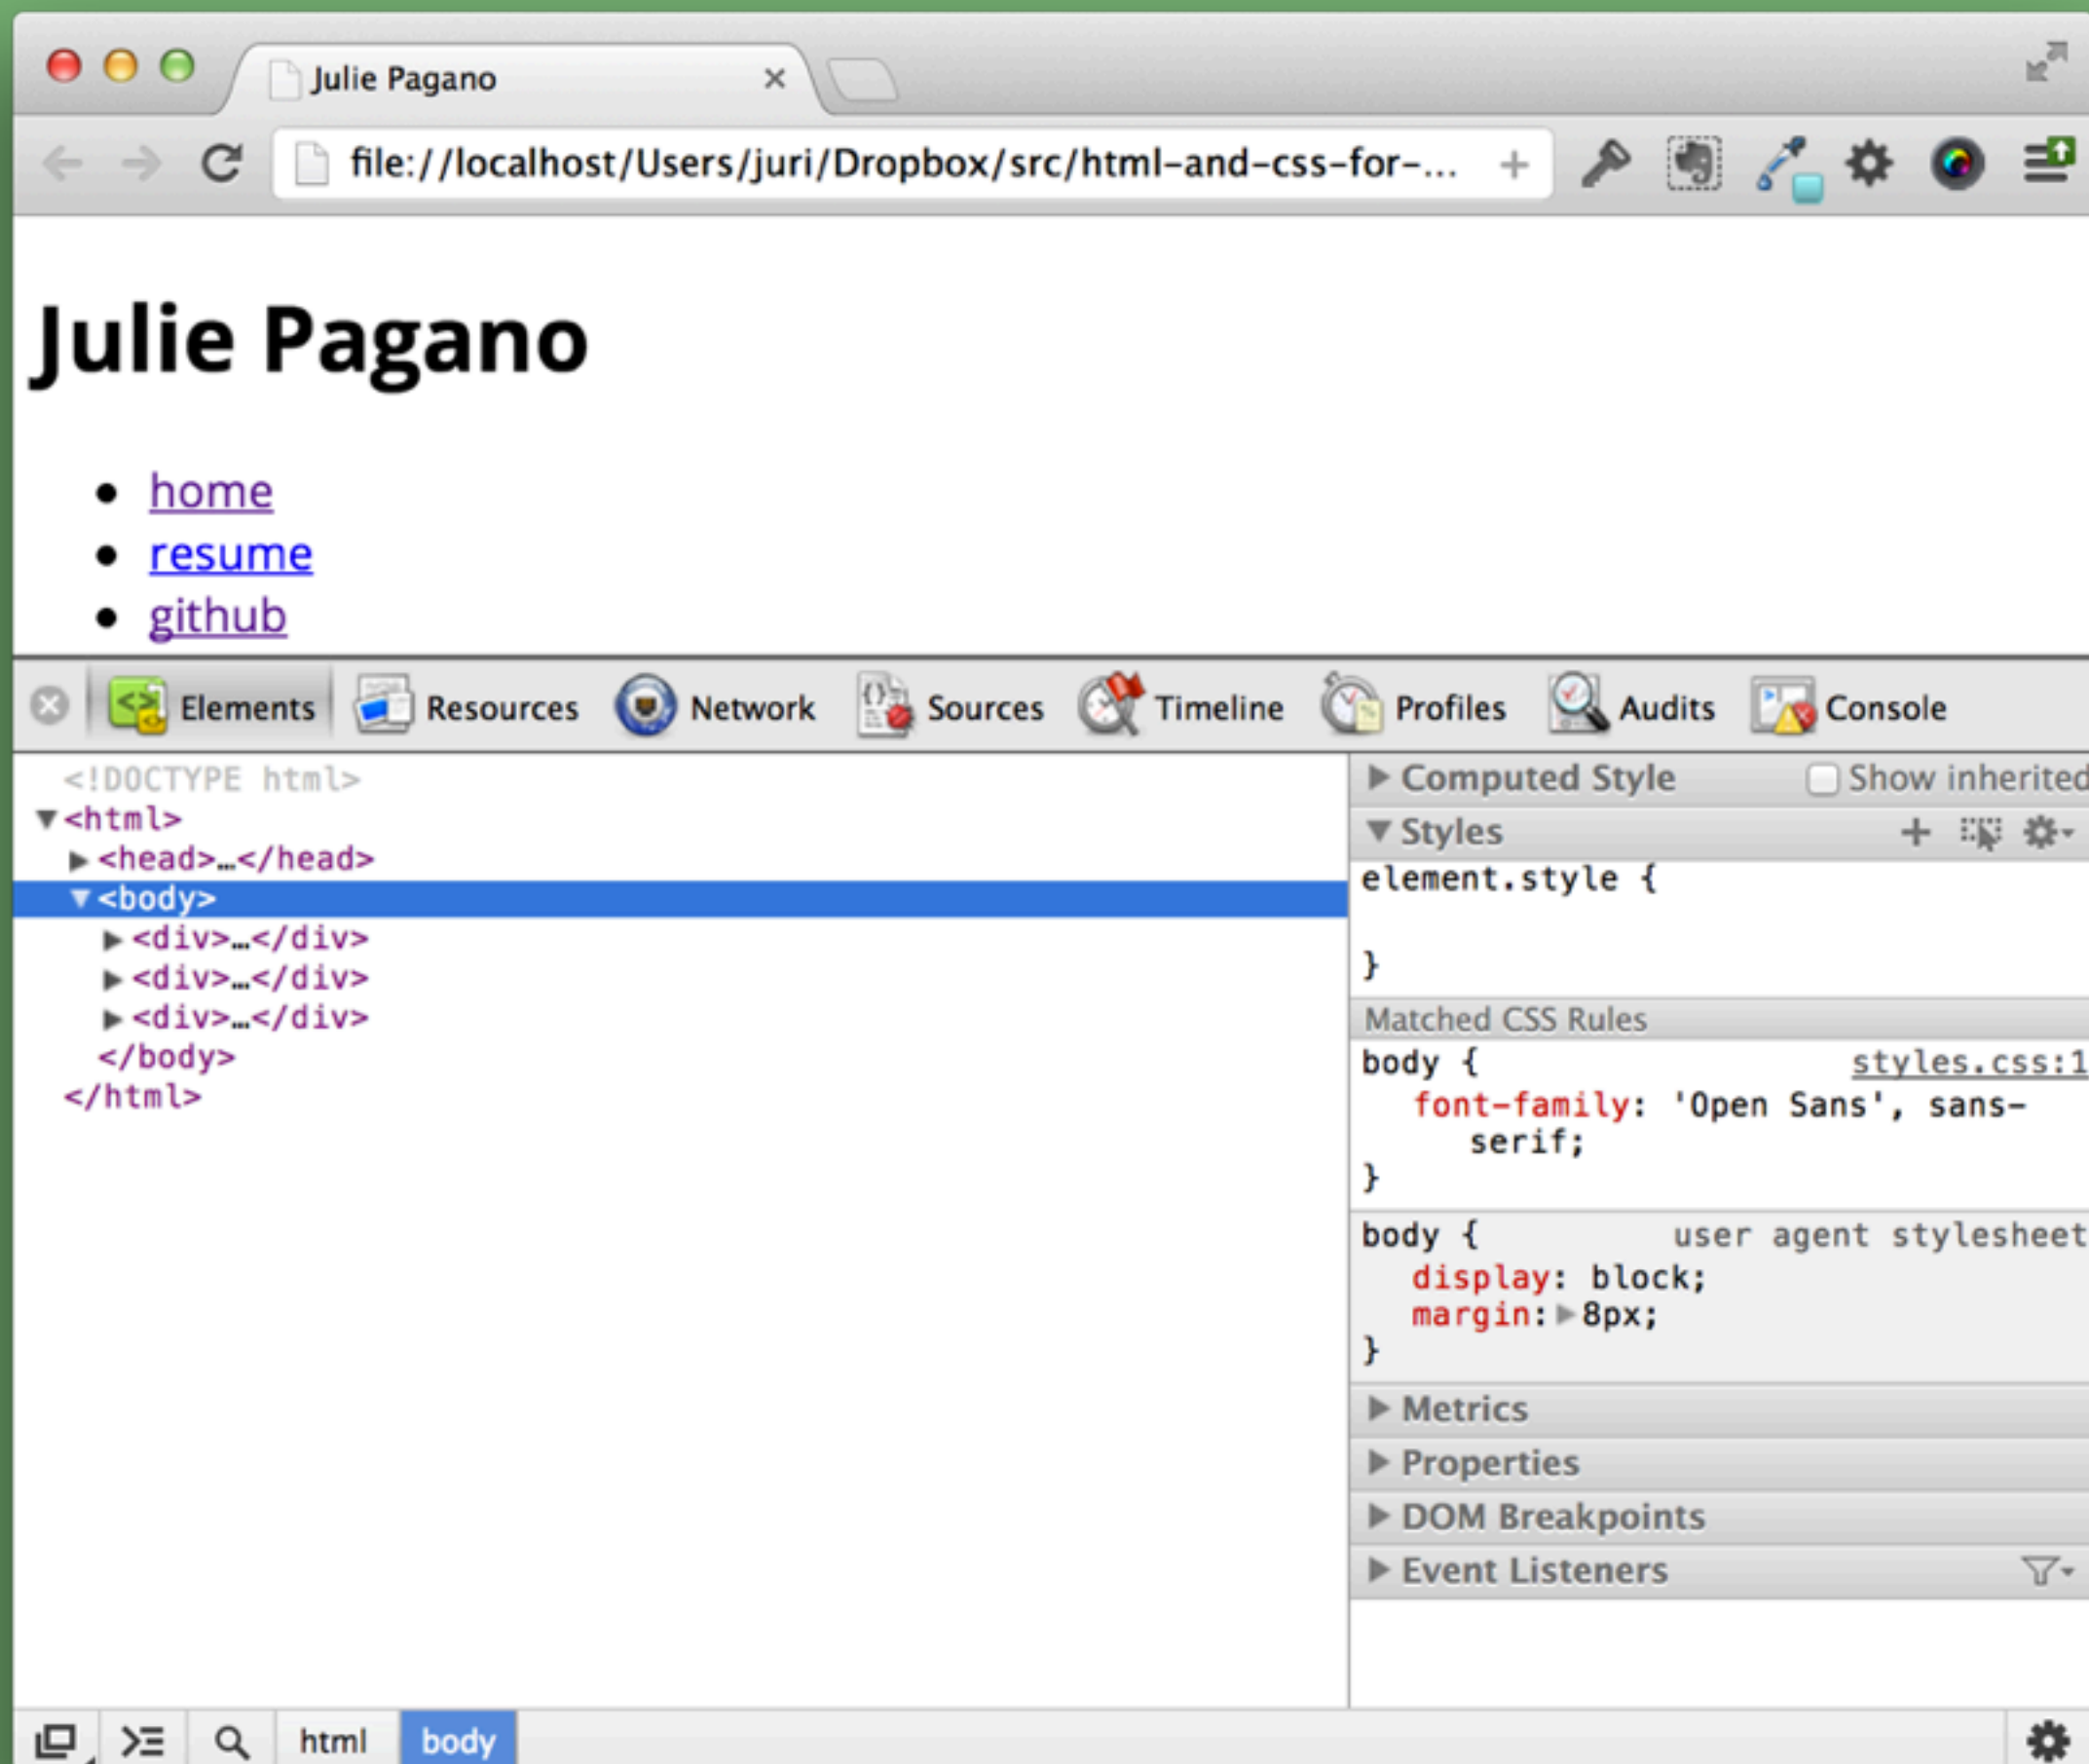 Julie Pagano
file://localhost/Users/juri/Dropbox/src/html-and-css-for-...
Julie Pagano
home
resume
github
Elements Resources Network Sources Timeline Profiles Audits Console
<!DOCTYPE html>
<html>
<head>…</head>
<body>
<div>…</div>
<div>…</div>
<div>…</div>
</body>
</html>
Computed Style Show inherited
Styles
element.style {
}
Matched CSS Rules
body { styles.css:1
font-family: 'Open Sans', sans-
serif;
}
body { user agent stylesheet
display: block;
margin: 8px;
}
Metrics
Properties
DOM Breakpoints
Event Listeners
html body